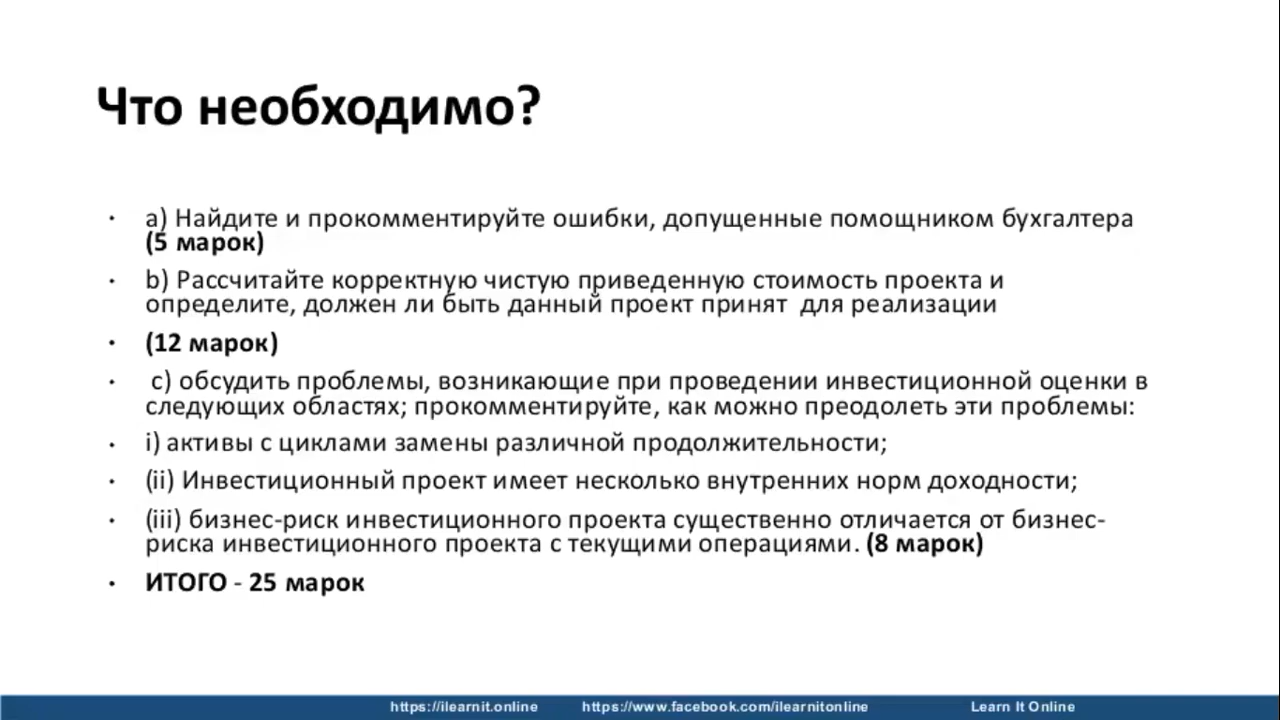 Что необходимо?
• a) Найдите и прокомментируйте ошибки, допущенные помощником бухгалтера
(5 марок)
• b) Рассчитайте корректную чистую приведенную стоимость проекта и
определите, должен ли быть данный проект принят для реализации
• (12 марок)
• c) обсудить проблемы, возникающие при проведении инвестиционной оценки в
следующих областях; прокомментируйте, как можно преодолеть эти проблемы:
• i) активы с циклами замены различной продолжительности;
• (ii) Инвестиционный проект имеет несколько внутренних норм доходности;
• (iii) бизнес-риск инвестиционного проекта существенно отличается от бизнес-
риска инвестиционного проекта с текущими операциями. (8 марок)
• ИТОГО - 25 марок
https://ilearnit.online https://www.facebook.com/ilearnitonline Learn It Online